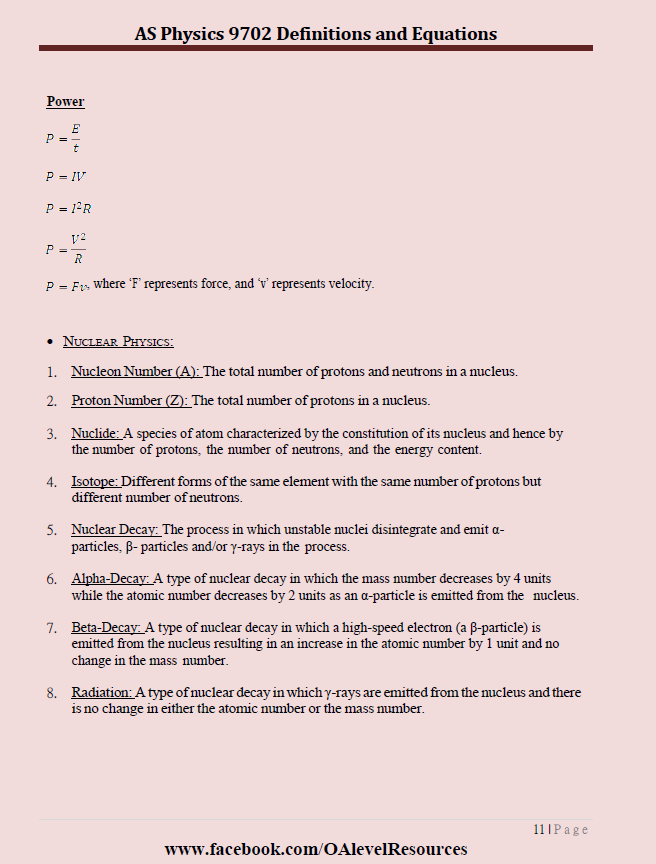 AS Physics 9702 Definitions and Equations
Power
P = E/t
P = IV
P = I²R
P = V²/R
P = Fv, where ‘F’ represents force, and ‘v’ represents velocity.
• NUCLEAR PHYSICS:
1. Nucleon Number (A): The total number of protons and neutrons in a nucleus.
2. Proton Number (Z): The total number of protons in a nucleus.
3. Nuclide: A species of atom characterized by the constitution of its nucleus and hence by
the number of protons, the number of neutrons, and the energy content.
4. Isotope: Different forms of the same element with the same number of protons but
different number of neutrons.
5. Nuclear Decay: The process in which unstable nuclei disintegrate and emit α-
particles, β- particles and/or γ-rays in the process.
6. Alpha-Decay: A type of nuclear decay in which the mass number decreases by 4 units
while the atomic number decreases by 2 units as an α-particle is emitted from the nucleus.
7. Beta-Decay: A type of nuclear decay in which a high-speed electron (a β-particle) is
emitted from the nucleus resulting in an increase in the atomic number by 1 unit and no
change in the mass number.
8. Radiation: A type of nuclear decay in which γ-rays are emitted from the nucleus and there
is no change in either the atomic number or the mass number.
11 | Page
www.facebook.com/OAlevelResources